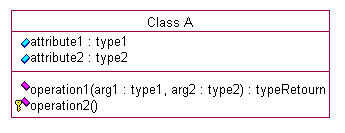 Class A
attribute1 : type1
attribute2 : type2
operation1(arg1 : type1, arg2 : type2) : typeRetourn
operation2()